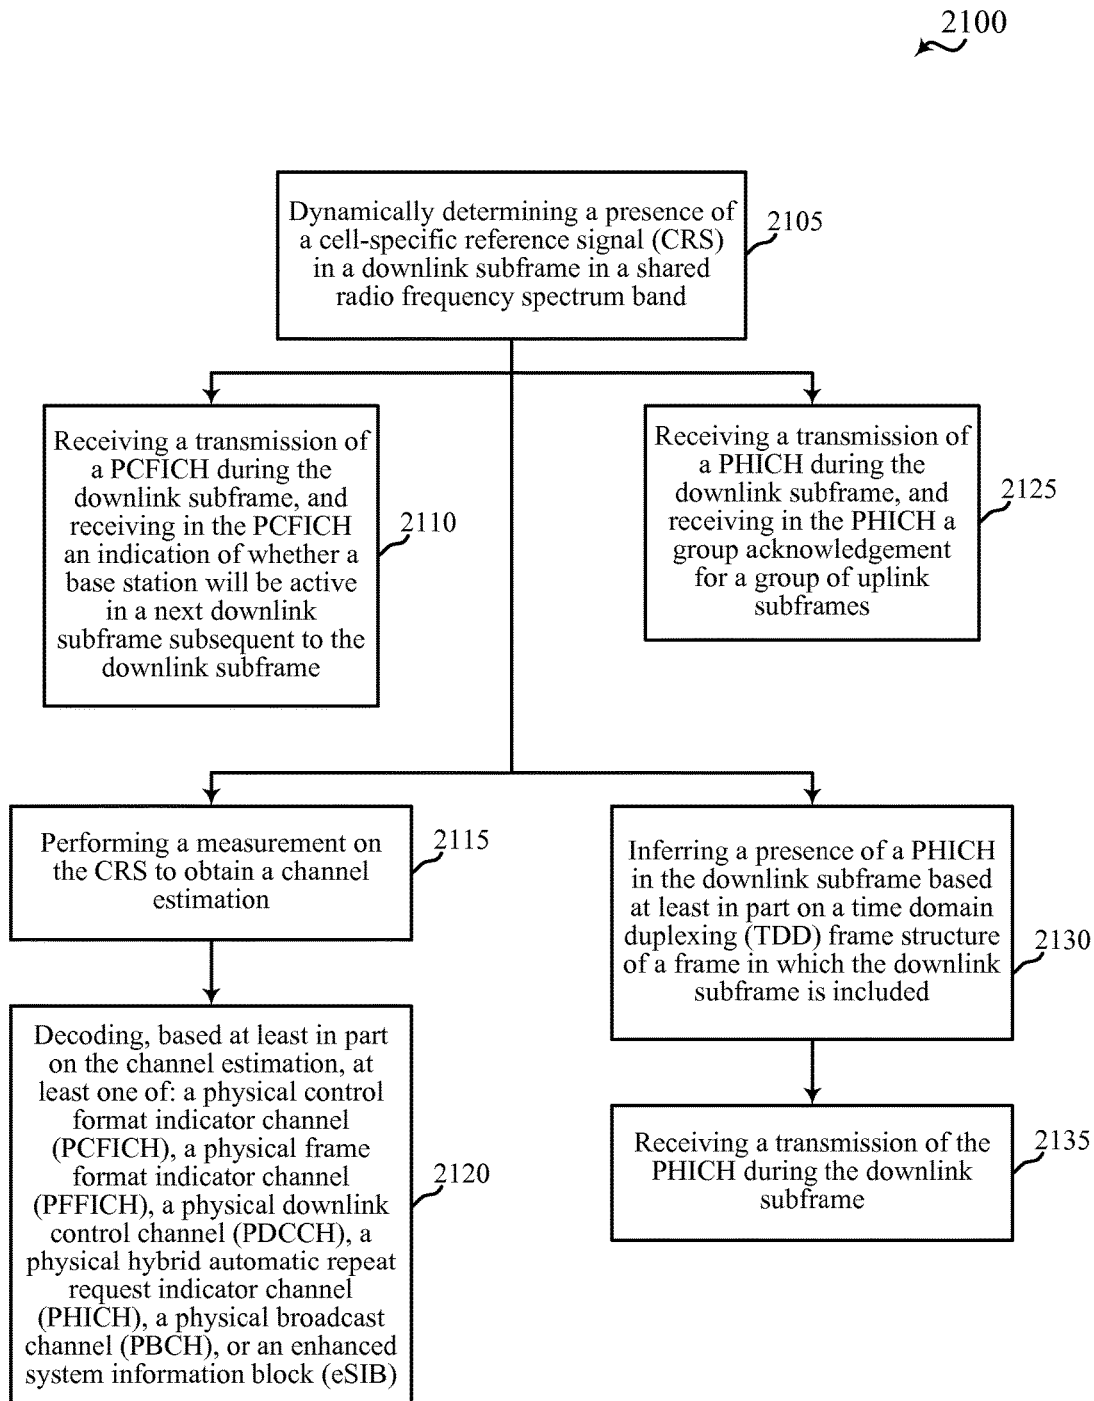 2100
Dynamically determining a presence of
a cell-specific reference signal (CRS)
in a downlink subframe in a shared
radio frequency spectrum band
2105
Receiving a transmission of
a PCFICH during the
downlink subframe, and
receiving in the PCFICH
an indication of whether a
base station will be active
in a next downlink
subframe subsequent to the
downlink subframe
2110
Receiving a transmission of
a PHICH during the
downlink subframe, and
receiving in the PHICH a
group acknowledgement
for a group of uplink
subframes
2125
Performing a measurement on
the CRS to obtain a channel
estimation
2115
Inferring a presence of a PHICH
in the downlink subframe based
at least in part on a time domain
duplexing (TDD) frame structure
of a frame in which the downlink
subframe is included
2130
Decoding, based at least in part
on the channel estimation, at
least one of: a physical control
format indicator channel
(PCFICH), a physical frame
format indicator channel
(PFFICH), a physical downlink
control channel (PDCCH), a
physical hybrid automatic repeat
request indicator channel
(PHICH), a physical broadcast
channel (PBCH), or an enhanced
system information block (eSIB)
2120
Receiving a transmission of the
PHICH during the downlink
subframe
2135